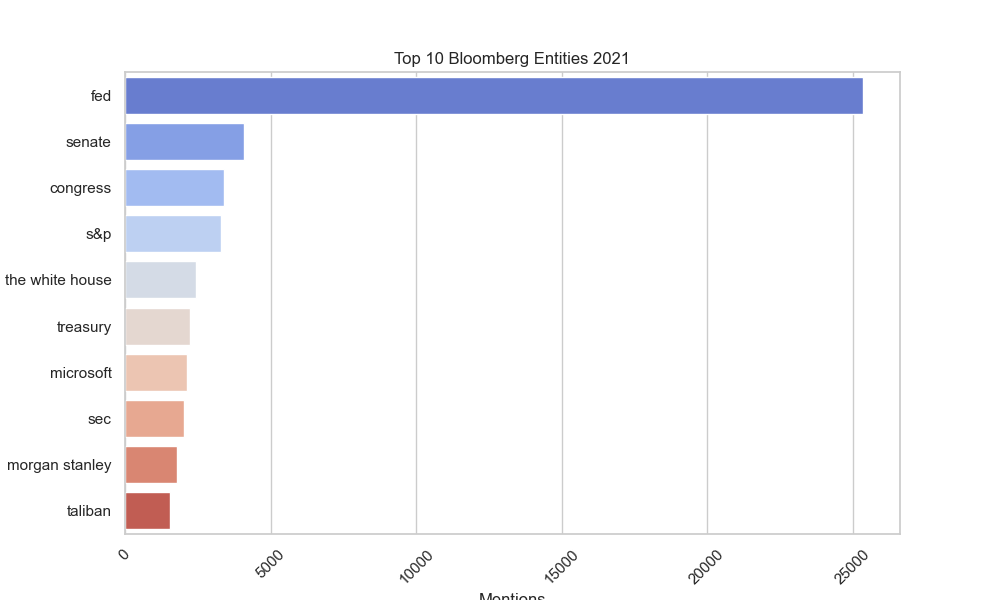 Top 10 Bloomberg Entities 2021
fed
senate
congress
s&p
the white house
treasury
microsoft
sec
morgan stanley
taliban
0
5000
10000
15000
20000
25000
Mentions